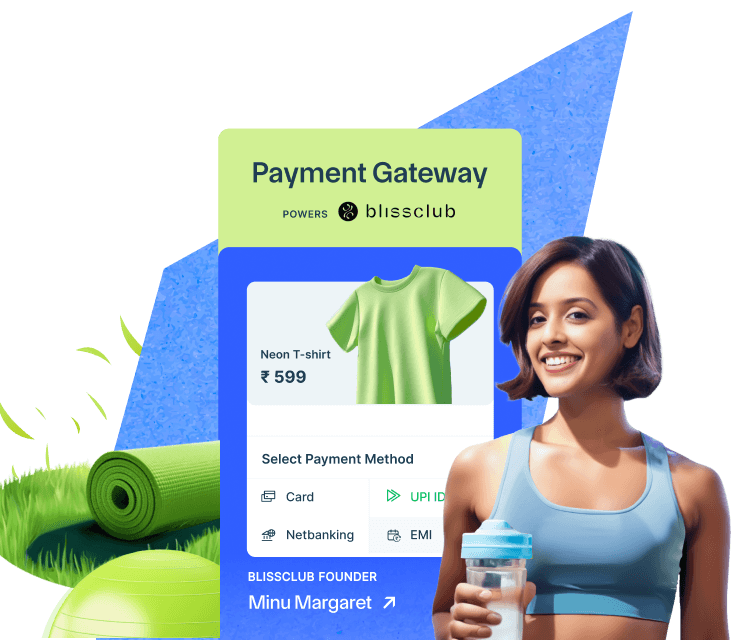 Payment Gateway
POWERS blissclub
Neon T-shirt
₹ 599
Select Payment Method
Card
UPI ID
Netbanking
EMI
BLISSCLUB FOUNDER
Minu Margaret